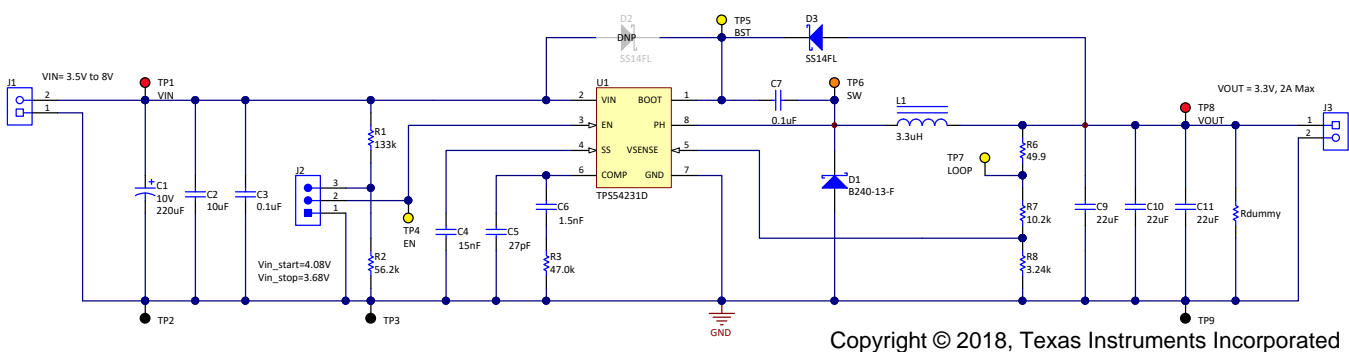 D2
DNP
SS14FL
TP5
BST
D3
SS14FL
J1
VIN= 3.5V to 8V
2
1
TP1
VIN
U1
2 VIN BOOT 1
3 EN PH 8
4 SS VSENSE 5
6 COMP GND 7
TPS54231D
C7
0.1uF
TP6
SW
L1
3.3uH
VOUT = 3.3V, 2A Max
TP8
VOUT
J3
1
2
R1
133k
J2
3
2
1
TP4
EN
C1
10V
220uF
C2
10uF
C3
0.1uF
Vin_start=4.08V
Vin_stop=3.68V
R2
56.2k
C4
15nF
C5
27pF
C6
1.5nF
R3
47.0k
D1
B240-13-F
TP7
LOOP
R6
49.9
R7
10.2k
R8
3.24k
C9
22uF
C10
22uF
C11
22uF
Rdummy
TP2
TP3
GND
TP9
Copyright © 2018, Texas Instruments Incorporated